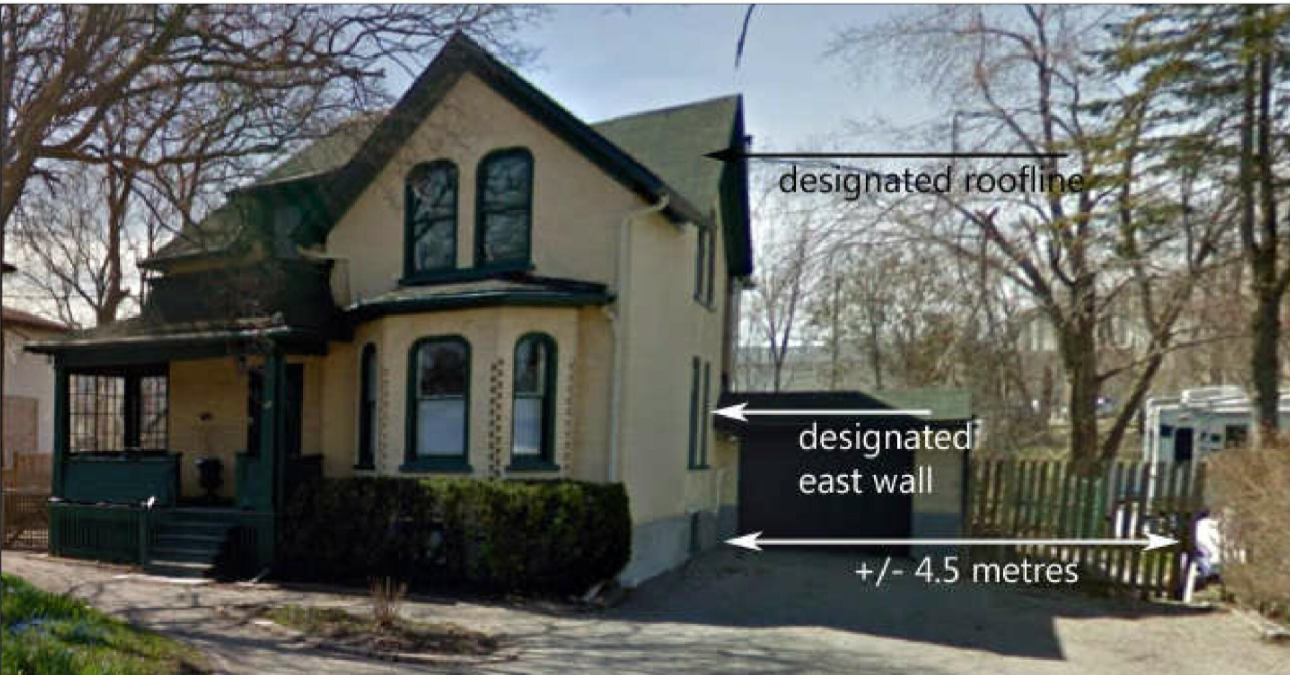 designated roofline
designated
east wall
+/- 4.5 metres